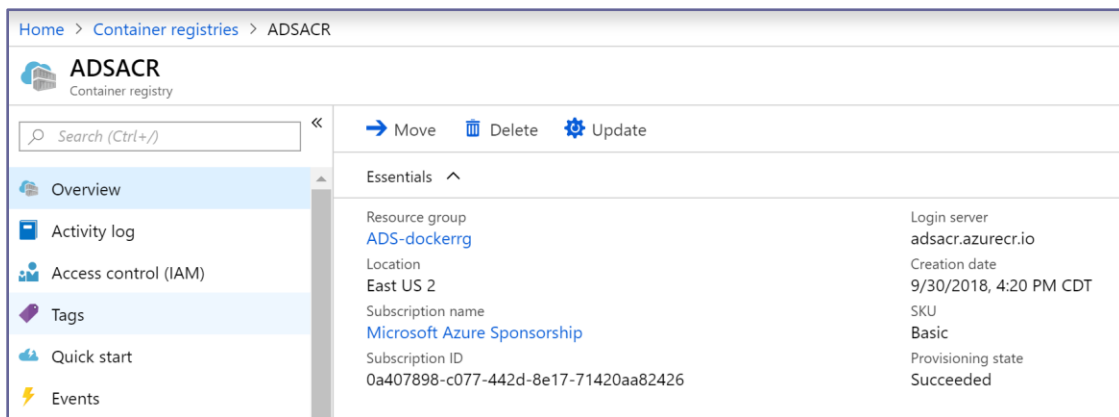 Home > Container registries > ADSACR
ADSACR
Container registry
Search (Ctrl+/)
«
Overview
Activity log
Access control (IAM)
Tags
Quick start
Events
Move Delete Update
Essentials
Resource group
ADS-dockerrg
Location
East US 2
Subscription name
Microsoft Azure Sponsorship
Subscription ID
0a407898-c077-442d-8e17-71420aa82426
Login server
adsacr.azurecr.io
Creation date
9/30/2018, 4:20 PM CDT
SKU
Basic
Provisioning state
Succeeded